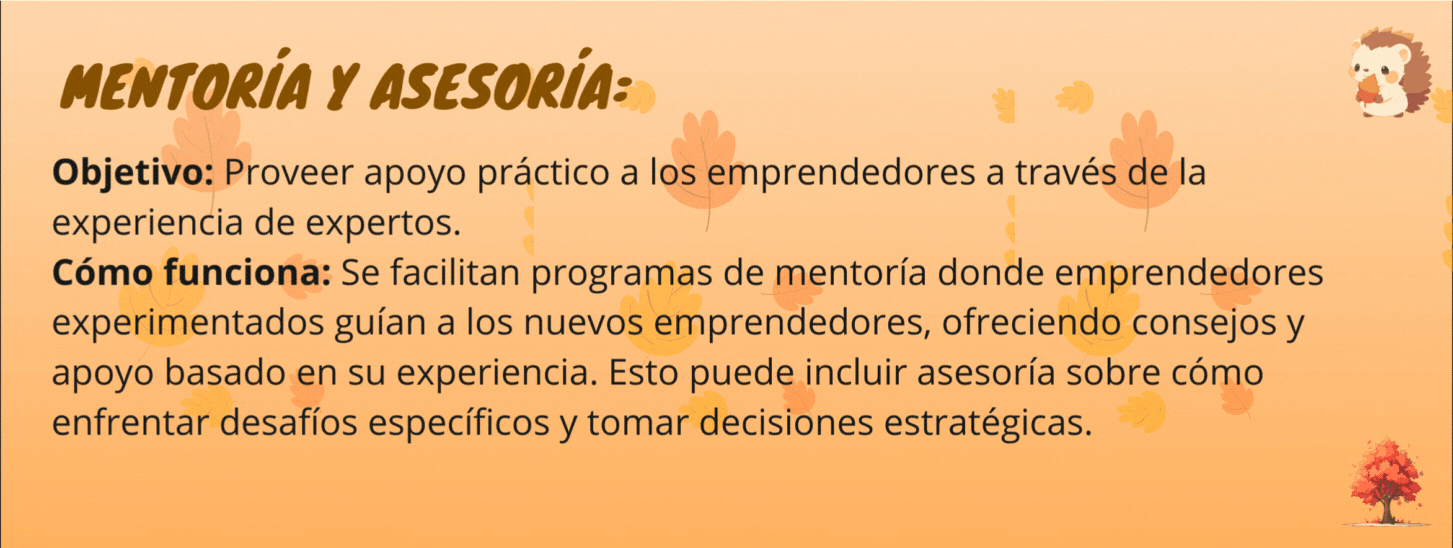 MENTORÍA Y ASESORÍA:
Objetivo: Proveer apoyo práctico a los emprendedores a través de la
experiencia de expertos.
Cómo funciona: Se facilitan programas de mentoría donde emprendedores
experimentados guían a los nuevos emprendedores, ofreciendo consejos y
apoyo basado en su experiencia. Esto puede incluir asesoría sobre cómo
enfrentar desafíos específicos y tomar decisiones estratégicas.